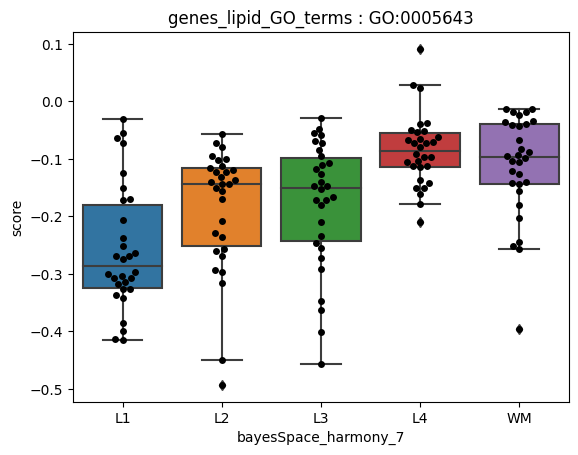 genes_lipid_GO_terms : GO:0005643
score
0.1
0.0
−0.1
−0.2
−0.3
−0.4
−0.5
L1 L2 L3 L4 WM
bayesSpace_harmony_7